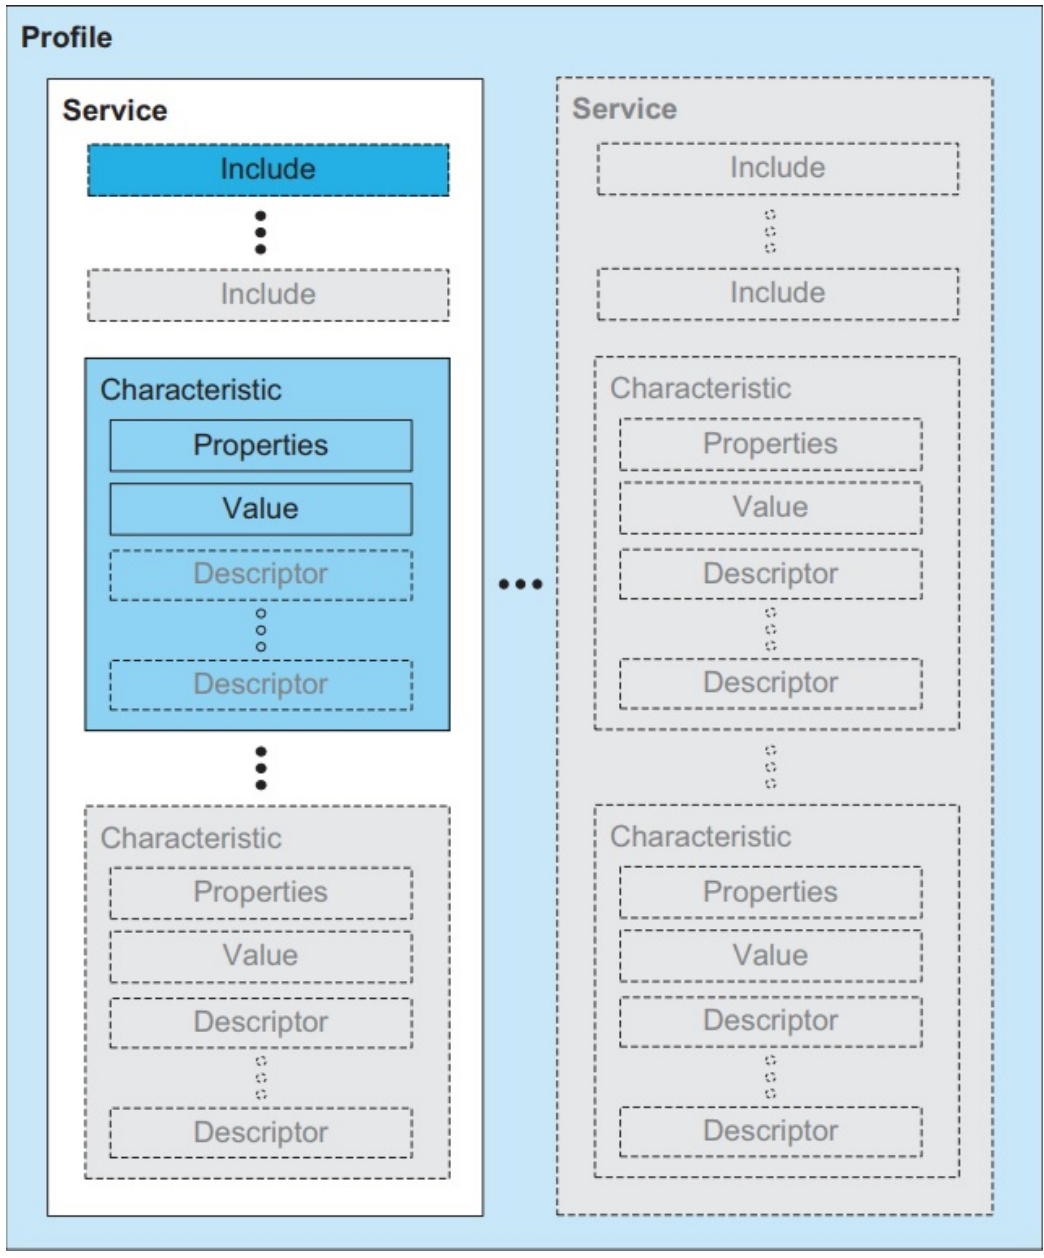 Profile
Service
Include
Include
Characteristic
Properties
Value
Descriptor
Descriptor
Characteristic
Properties
Value
Descriptor
Descriptor
Service
Include
Include
Characteristic
Properties
Value
Descriptor
Descriptor
Characteristic
Properties
Value
Descriptor
Descriptor